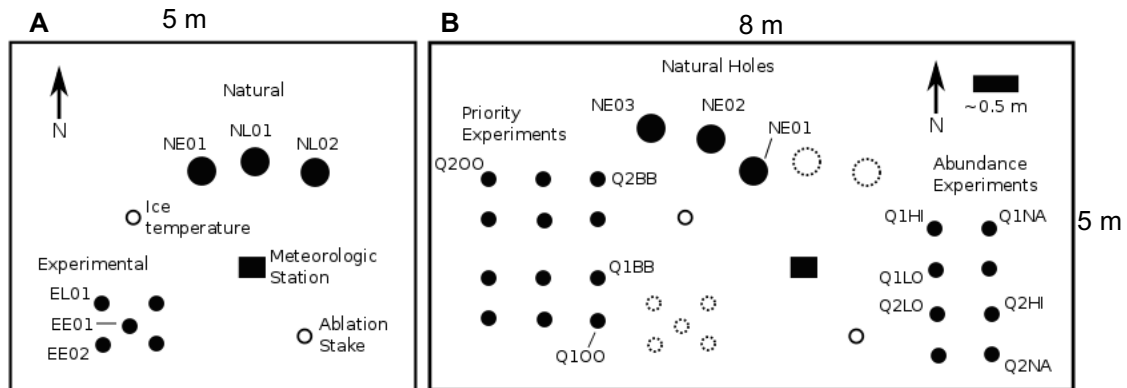 A
5 m
N
Natural
NE01
NL01
NL02
Ice
temperature
Experimental
Meteorologic
Station
EL01
EE01
EE02
Ablation
Stake
B
8 m
Natural Holes
~0.5 m
N
NE03
NE02
NE01
Priority
Experiments
Q2OO
Q2BB
Q1BB
Q1OO
Abundance
Experiments
Q1HI
Q1NA
Q1LO
Q2LO
Q2HI
Q2NA
5 m